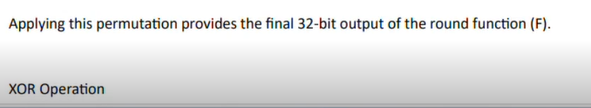 Applying this permutation provides the final 32-bit output of the round function (F).
XOR Operation